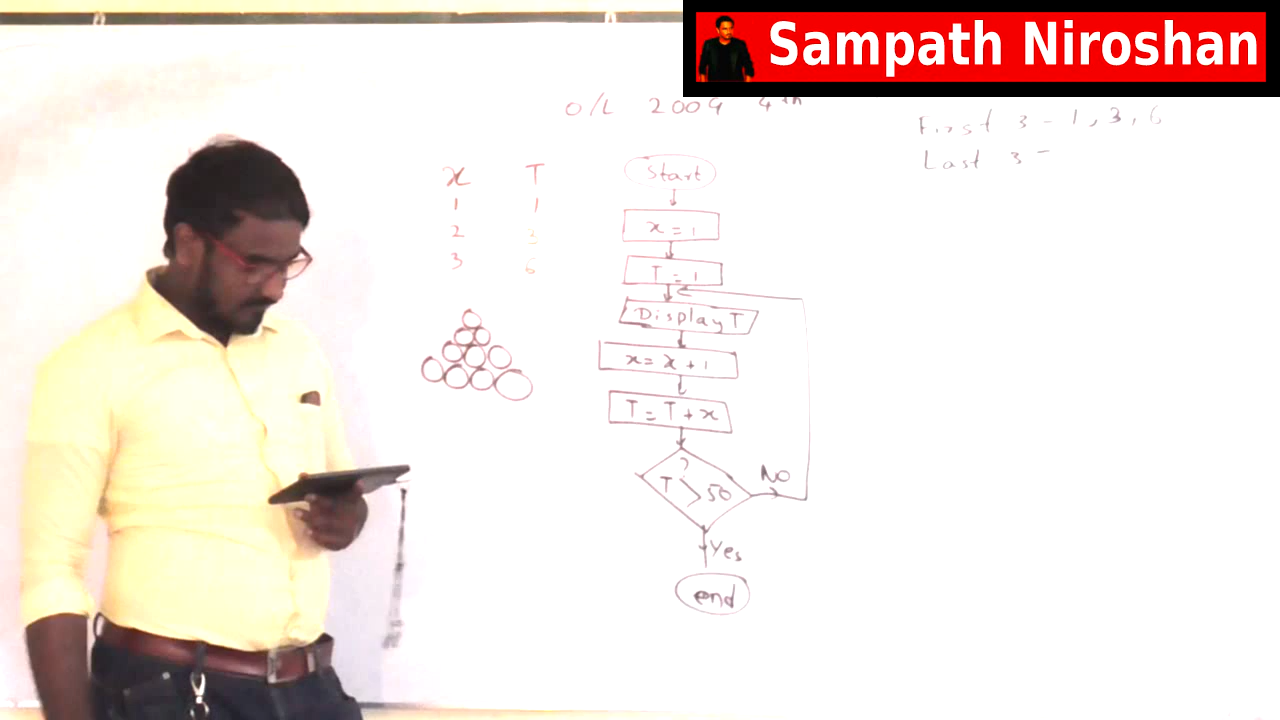 Sampath Niroshan
O/L 2009 4th
First 3 - 1, 3, 6
Last 3 -
x T
1 1
2 3
3 6
Start
x = 1
T = 1
Display T
x = x + 1
T = T + x
?
T > 50
No
Yes
end